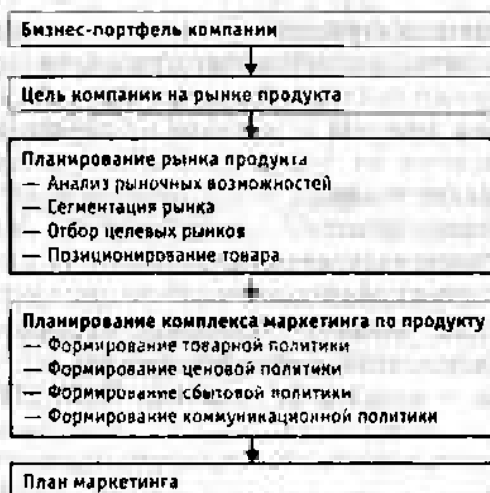 Бизнес-портфель компании
Цель компании на рынке продукта
Планирование рынка продукта
— Анализ рыночных возможностей
— Сегментация рынка
— Отбор целевых рынков
— Позиционирование товара
Планирование комплекса маркетинга по продукту
— Формирование товарной политики
— Формирование ценовой политики
— Формирование сбытовой политики
— Формирование коммуникационной политики
План маркетинга